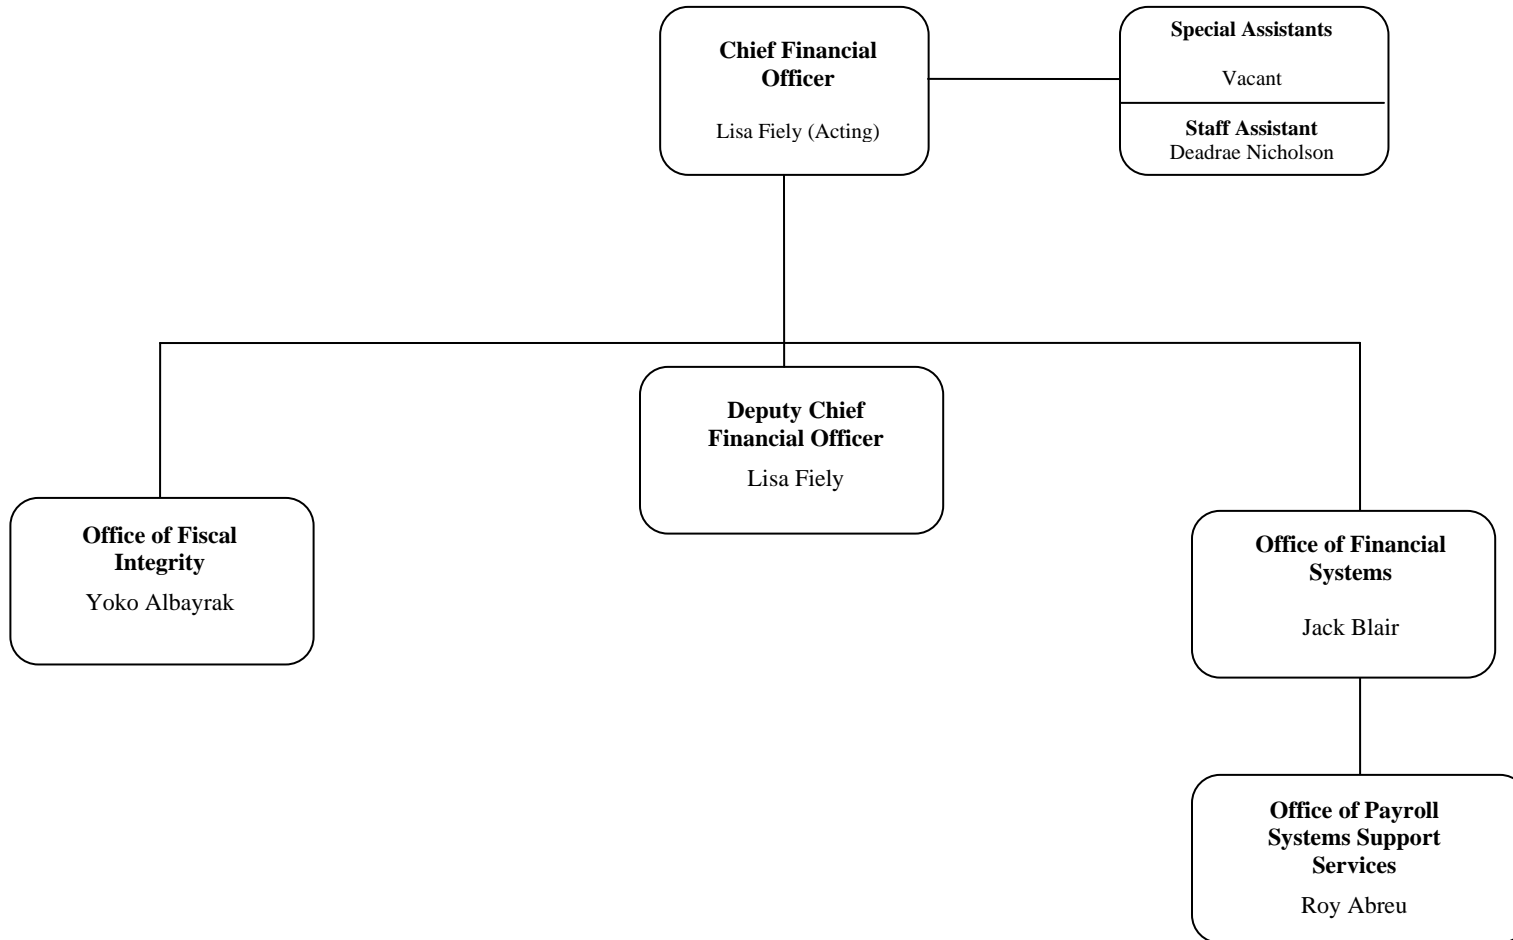 Chief Financial
Officer
Lisa Fiely (Acting)
Special Assistants
Vacant
Staff Assistant
Deadrae Nicholson
Deputy Chief
Financial Officer
Lisa Fiely
Office of Fiscal
Integrity
Yoko Albayrak
Office of Financial
Systems
Jack Blair
Office of Payroll
Systems Support
Services
Roy Abreu